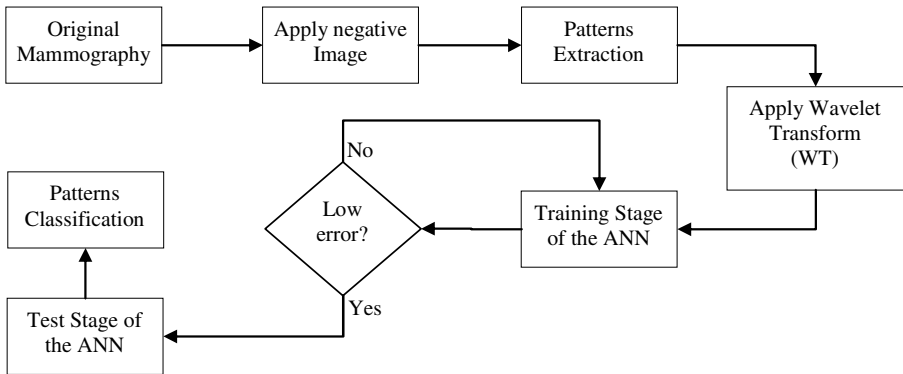 Original
Mammography
Apply negative
Image
Patterns
Extraction
Apply Wavelet
Transform
(WT)
Training Stage
of the ANN
Low
error?
No
Yes
Test Stage of
the ANN
Patterns
Classification